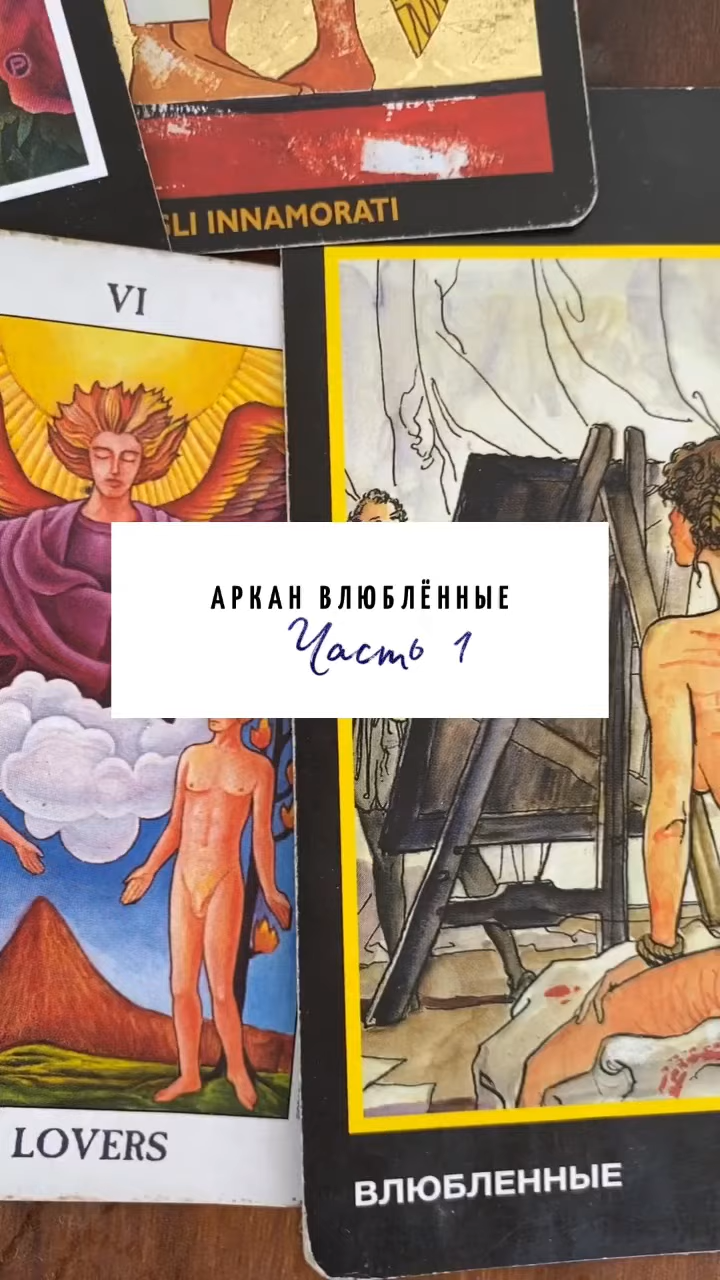 GLI INNAMORATI
VI
АРКАН ВЛЮБЛЁННЫЕ
Часть 1
LOVERS
ВЛЮБЛЕННЫЕ